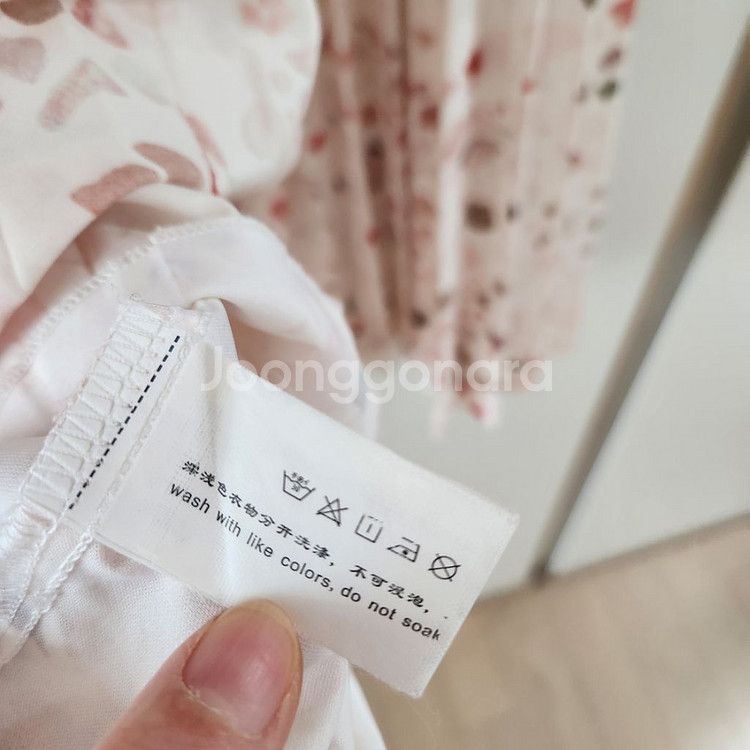 Joonggonara
深浅色衣物分开洗涤，不可浸泡，
wash with like colors, do not soak